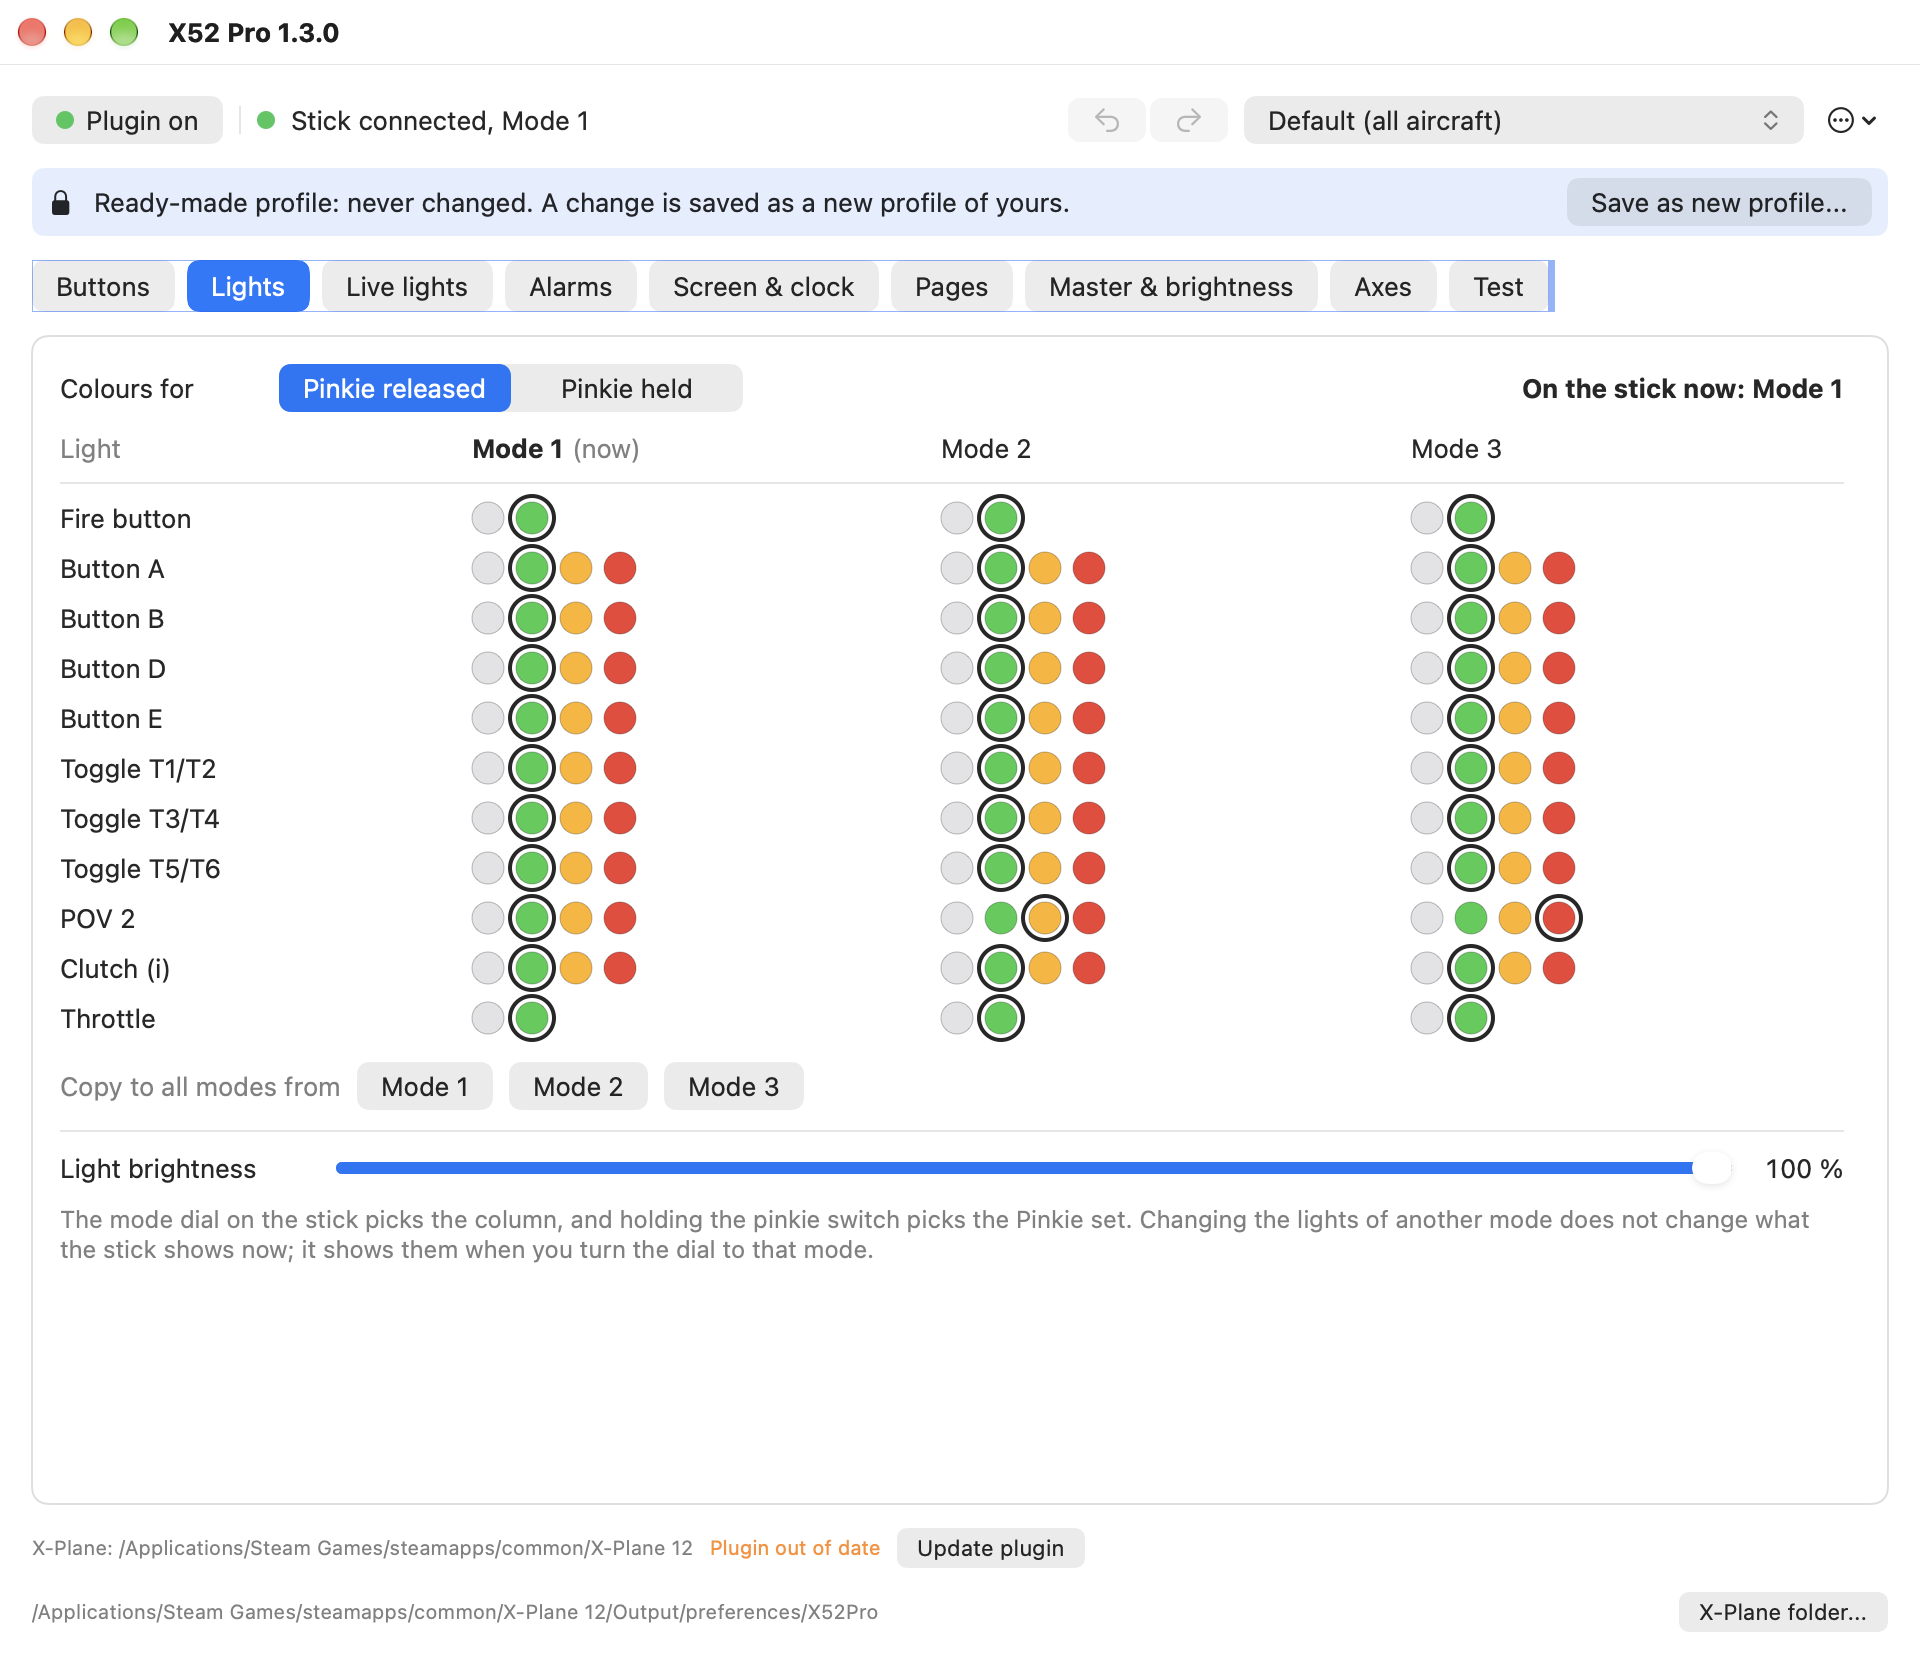 X52 Pro 1.3.0
Plugin on
Stick connected, Mode 1
Default (all aircraft)
Ready-made profile: never changed. A change is saved as a new profile of yours.
Save as new profile...
Buttons
Lights
Live lights
Alarms
Screen & clock
Pages
Master & brightness
Axes
Test
Colours for
Pinkie released
Pinkie held
On the stick now: Mode 1
Light
Mode 1 (now)
Mode 2
Mode 3
Fire button
Button A
Button B
Button D
Button E
Toggle T1/T2
Toggle T3/T4
Toggle T5/T6
POV 2
Clutch (i)
Throttle
Copy to all modes from
Mode 1
Mode 2
Mode 3
Light brightness
100 %
The mode dial on the stick picks the column, and holding the pinkie switch picks the Pinkie set. Changing the lights of another mode does not change what
the stick shows now; it shows them when you turn the dial to that mode.
X-Plane: /Applications/Steam Games/steamapps/common/X-Plane 12
Plugin out of date
Update plugin
/Applications/Steam Games/steamapps/common/X-Plane 12/Output/preferences/X52Pro
X-Plane folder...